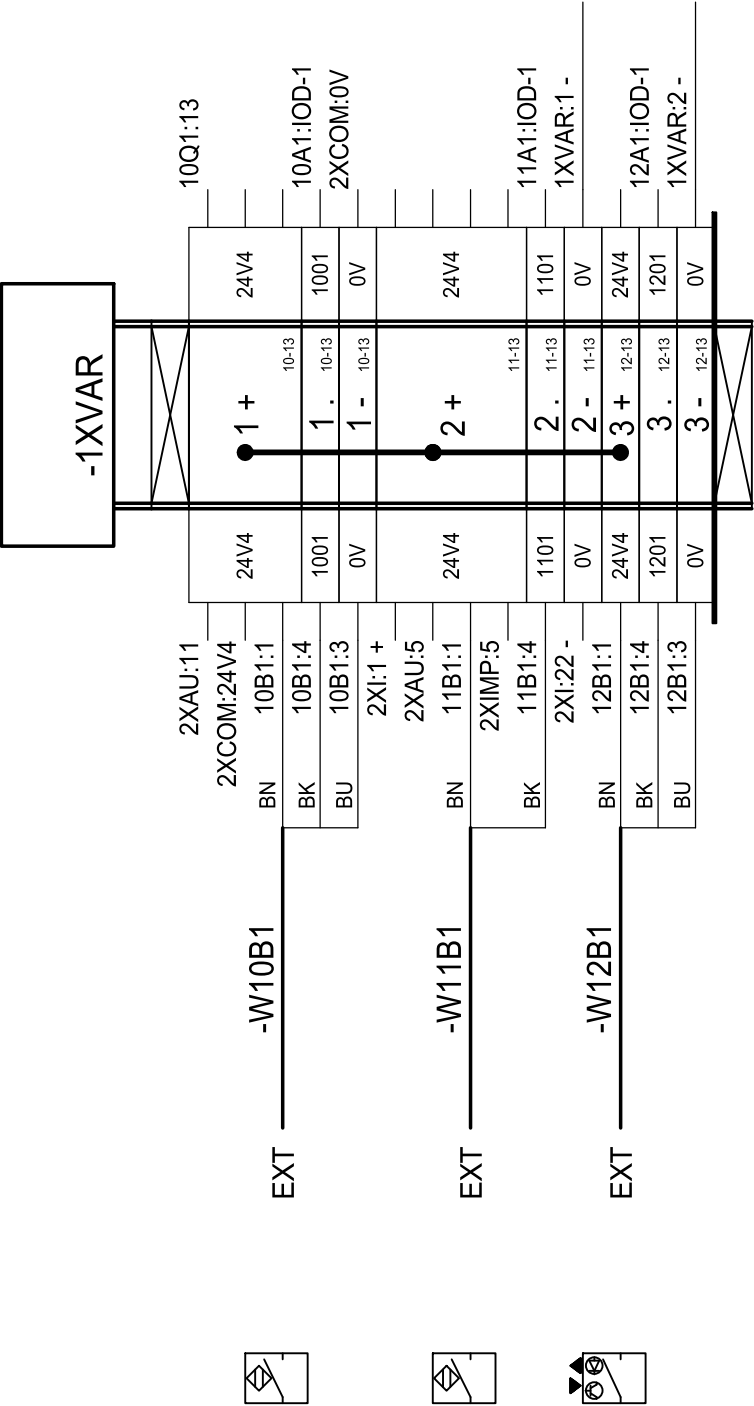 -1XVAR
10Q1:13
10A1:IOD-1
2XCOM:0V
11A1:IOD-1
1XVAR:1 -
12A1:IOD-1
1XVAR:2 -
24V4
1001
0V
24V4
1101
0V
24V4
1201
0V
1 +
10-13
1 .
10-13
1 -
10-13
2 +
11-13
2 .
11-13
2 -
11-13
3 +
12-13
3 .
12-13
3 -
12-13
24V4
1001
0V
24V4
1101
0V
24V4
1201
0V
2XAU:11
2XCOM:24V4
10B1:1
10B1:4
10B1:3
2XI:1 +
2XAU:5
11B1:1
2XIMP:5
11B1:4
2XI:22 -
12B1:1
12B1:4
12B1:3
BN
BK
BU
BN
BK
BN
BK
BU
-W10B1
-W11B1
-W12B1
EXT
EXT
EXT